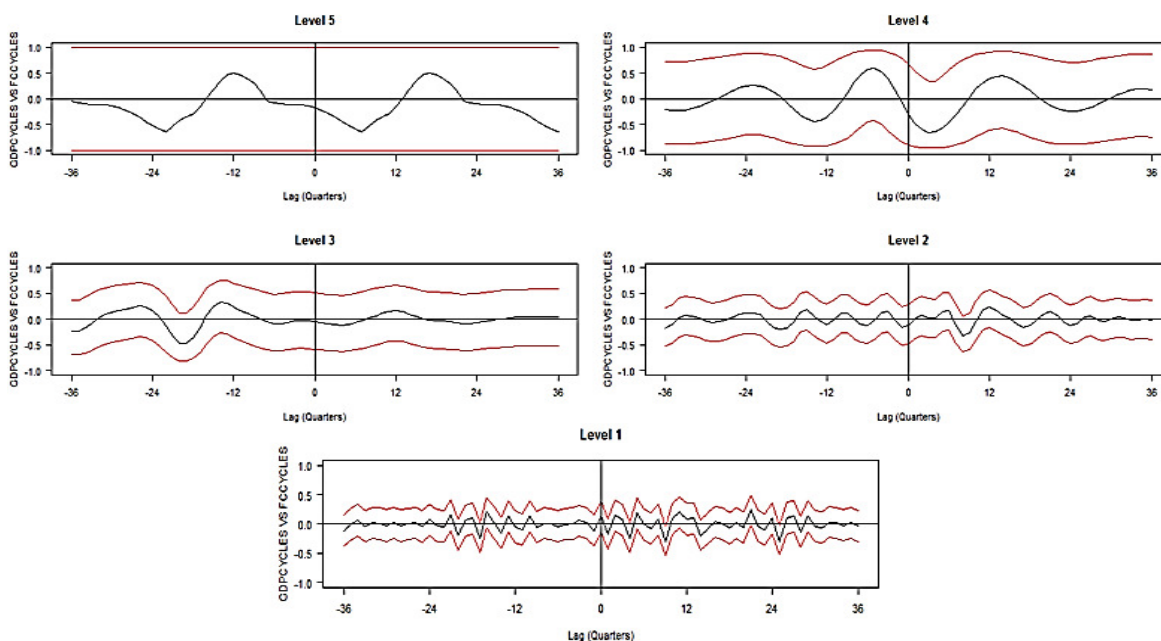 Level 5
GDPCYCLES VS FCCYCLES
1.0
0.5
0.0
-0.5
-1.0
-36 -24 -12 0 12 24 36
Lag (Quarters)
Level 4
GDPCYCLES VS FCCYCLES
1.0
0.5
0.0
-0.5
-1.0
-36 -24 -12 0 12 24 36
Lag (Quarters)
Level 3
GDPCYCLES VS FCCYCLES
1.0
0.5
0.0
-0.5
-1.0
-36 -24 -12 0 12 24 36
Lag (Quarters)
Level 2
GDPCYCLES VS FCCYCLES
1.0
0.5
0.0
-0.5
-1.0
-36 -24 -12 0 12 24 36
Lag (Quarters)
Level 1
GDPCYCLES VS FCCYCLES
1.0
0.5
0.0
-0.5
-1.0
-36 -24 -12 0 12 24 36
Lag (Quarters)